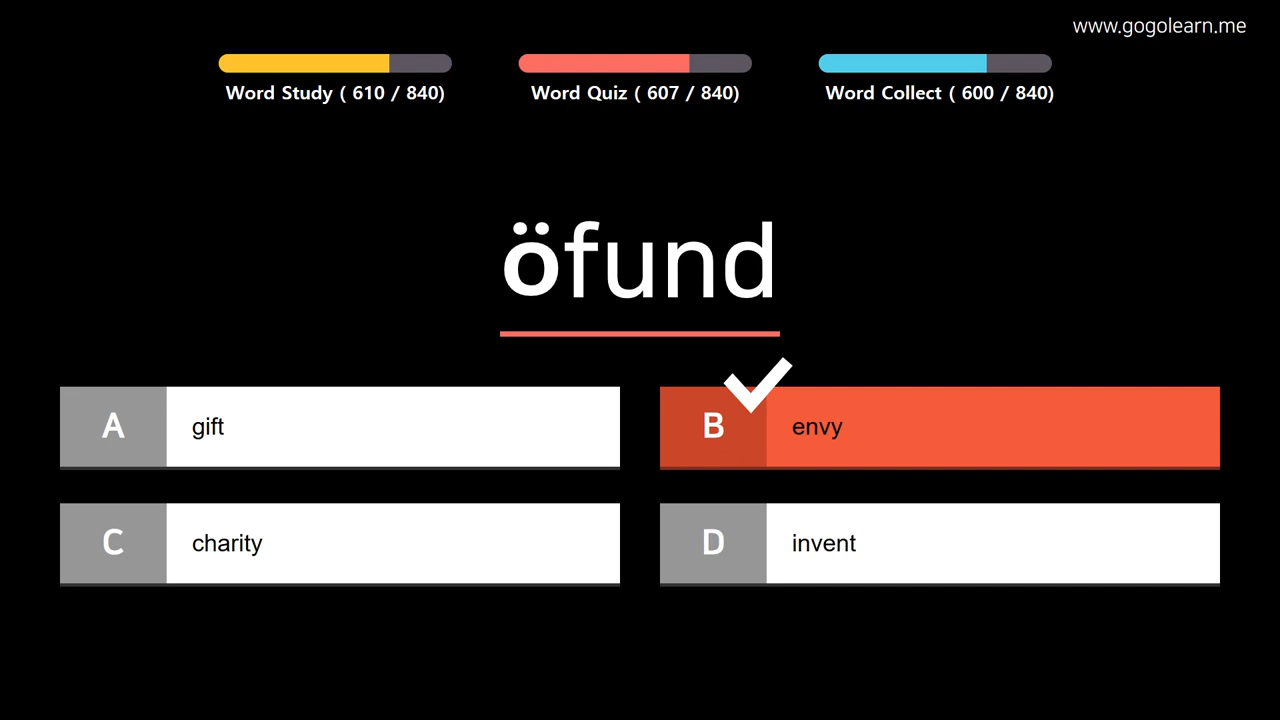 www.gogolearn.me
Word Study ( 610 / 840)
Word Quiz ( 607 / 840)
Word Collect ( 600 / 840)
öfund
A gift
B envy
C charity
D invent